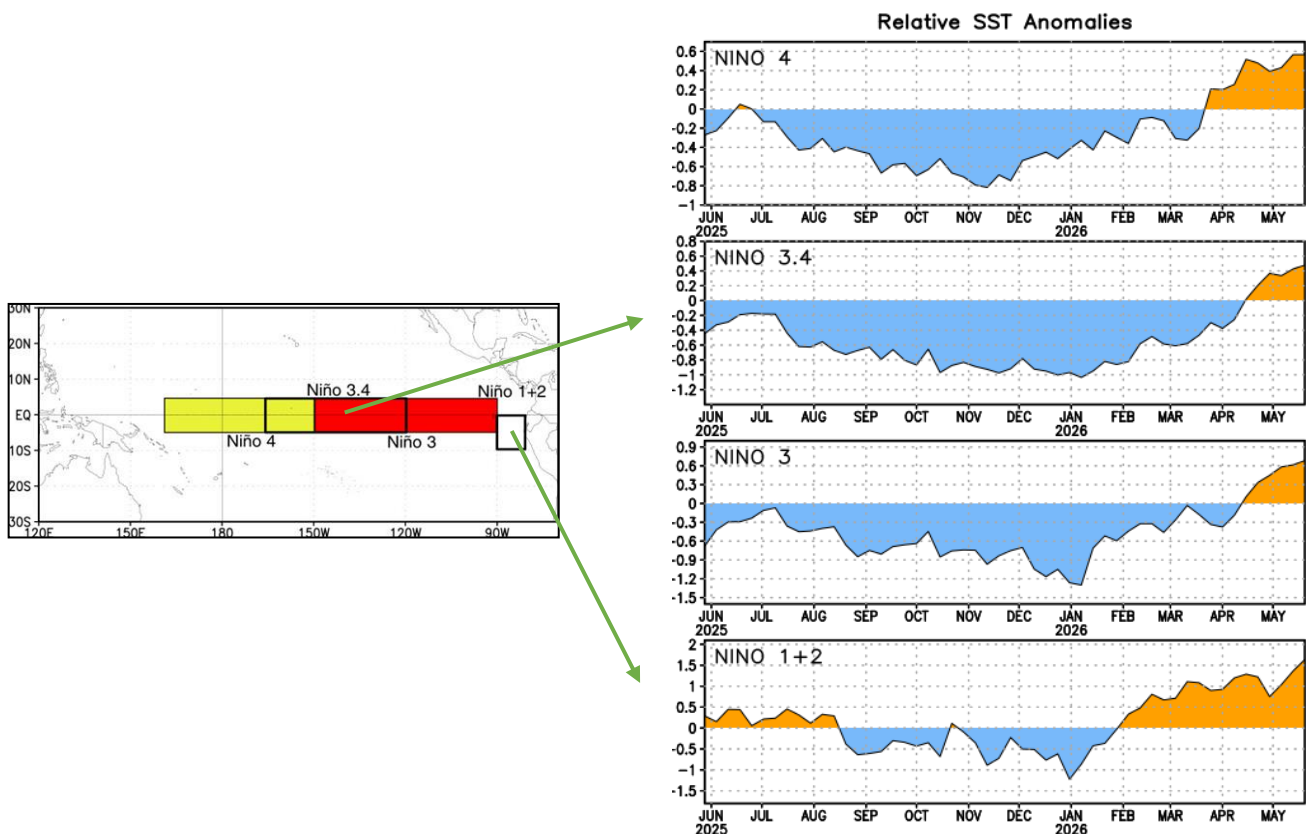 Relative SST Anomalies
NINO 4
0.6
0.4
0.2
0
-0.2
-0.4
-0.6
-0.8
-1
JUN JUL AUG SEP OCT NOV DEC JAN FEB MAR APR MAY
2025 2026
NINO 3.4
0.8
0.6
0.4
0.2
0
-0.2
-0.4
-0.6
-0.8
-1
-1.2
JUN JUL AUG SEP OCT NOV DEC JAN FEB MAR APR MAY
2025 2026
NINO 3
0.9
0.6
0.3
0
-0.3
-0.6
-0.9
-1.2
-1.5
JUN JUL AUG SEP OCT NOV DEC JAN FEB MAR APR MAY
2025 2026
NINO 1+2
2
1.5
1
0.5
0
-0.5
-1
-1.5
JUN JUL AUG SEP OCT NOV DEC JAN FEB MAR APR MAY
2025 2026
30N
20N
10N
EQ
10S
20S
30S
120E 150E 180 150W 120W 90W
Niño 3.4 Niño 1+2
Niño 4 Niño 3